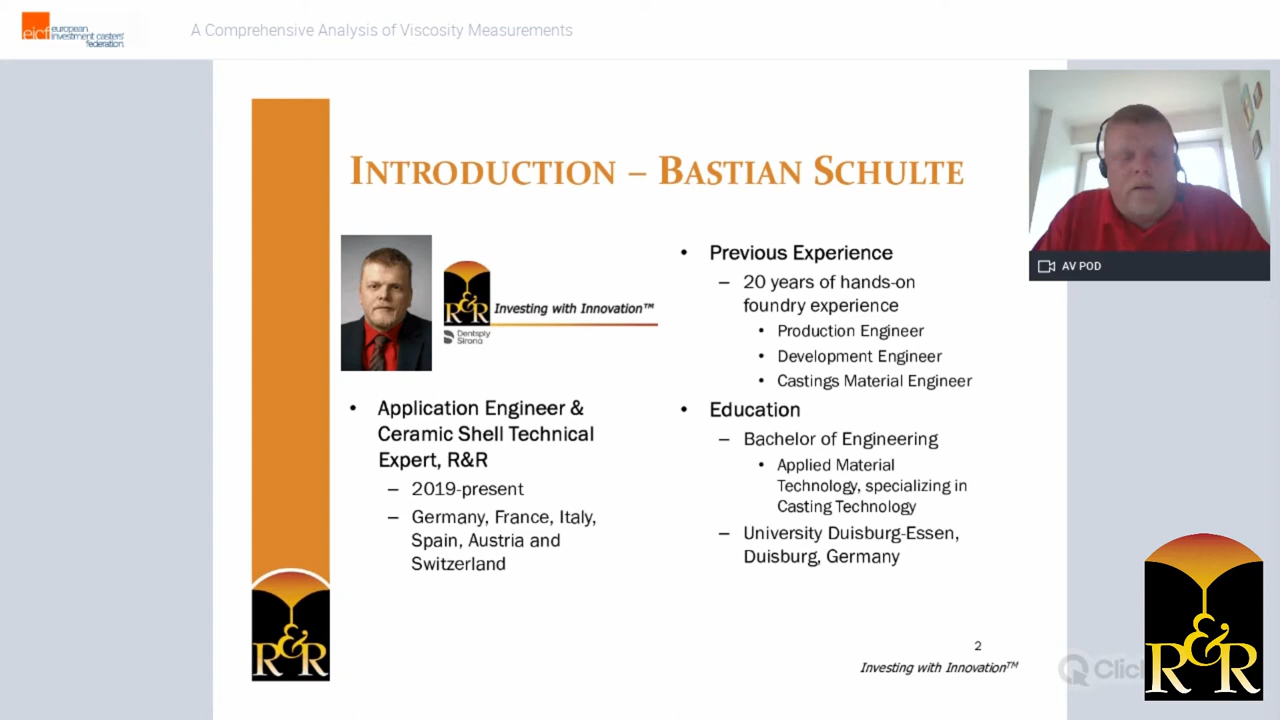 eicf european
investment casters'
federation.
A Comprehensive Analysis of Viscosity Measurements
INTRODUCTION – BASTIAN SCHULTE
R&R
Investing with Innovation™
Dentsply
Sirona
• Application Engineer &
Ceramic Shell Technical
Expert, R&R
– 2019-present
– Germany, France, Italy,
Spain, Austria and
Switzerland
• Previous Experience
– 20 years of hands-on
foundry experience
• Production Engineer
• Development Engineer
• Castings Material Engineer
• Education
– Bachelor of Engineering
• Applied Material
Technology, specializing in
Casting Technology
– University Duisburg-Essen,
Duisburg, Germany
AV POD
R&R
2
Investing with Innovation™
R&R